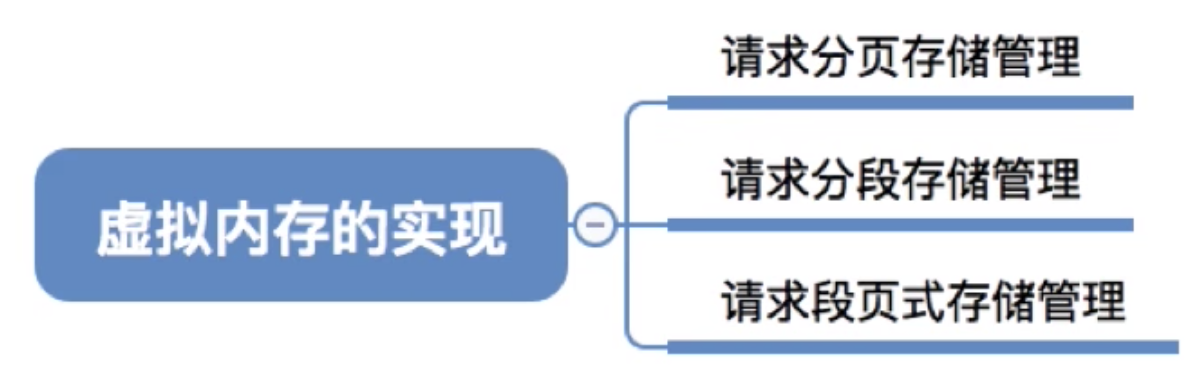 虚拟内存的实现
请求分页存储管理
请求分段存储管理
请求段页式存储管理